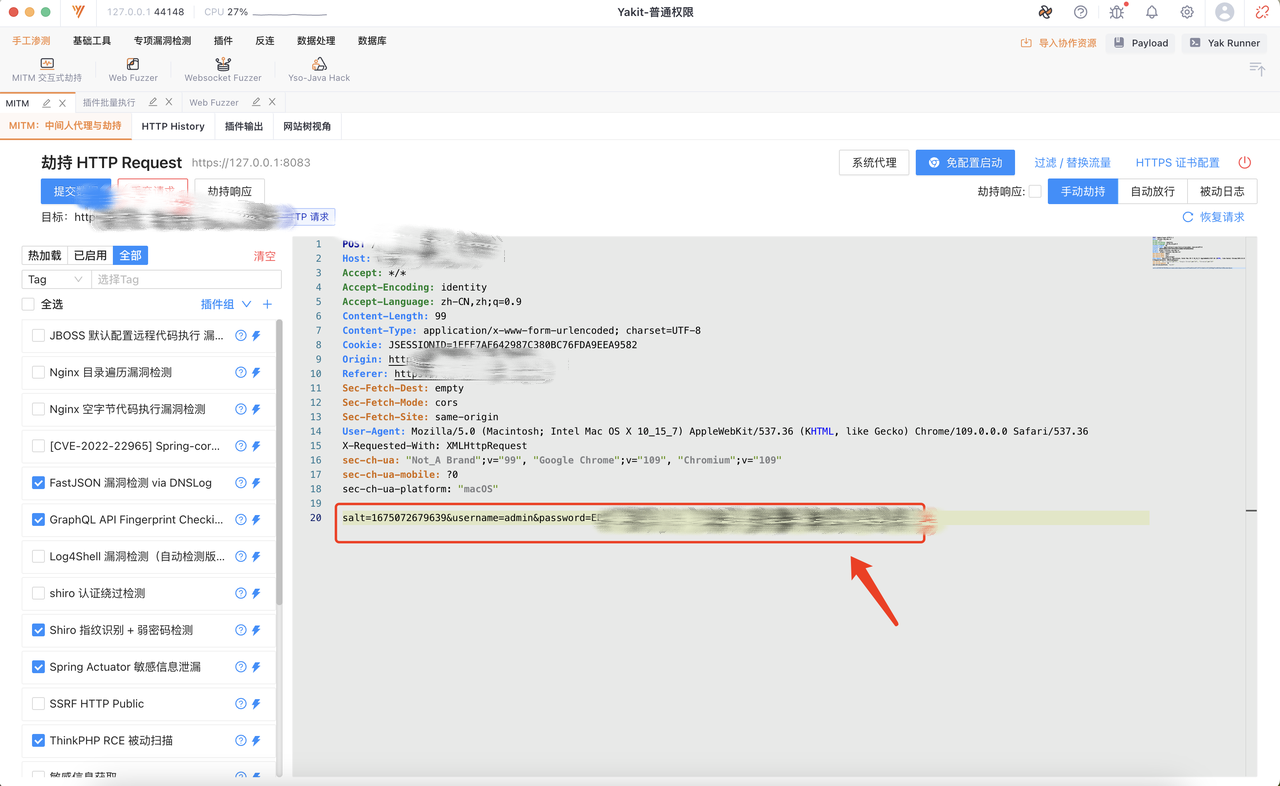 127.0.0.1 44148 CPU 27% Yakit-普通权限
手工渗测 基础工具 专项漏洞检测 插件 反连 数据处理 数据库 导入协作资源 Payload Yak Runner
MITM 交互式劫持 Web Fuzzer Websocket Fuzzer Yso-Java Hack
MITM 插件批量执行 Web Fuzzer
MITM：中间人代理与劫持 HTTP History 插件输出 网站树视角
劫持 HTTP Request https://127.0.0.1:8083 系统代理 免配置启动 过滤 / 替换流量 HTTPS 证书配置
提交 劫持响应 劫持响应: 手动劫持 自动放行 被动日志
目标: http TP 请求 恢复请求
热加载 已启用 全部 清空
Tag 选择Tag
全选 插件组
JBOSS 默认配置远程代码执行 漏...
Nginx 目录遍历漏洞检测
Nginx 空字节代码执行漏洞检测
[CVE-2022-22965] Spring-cor...
FastJSON 漏洞检测 via DNSLog
GraphQL API Fingerprint Checki...
Log4Shell 漏洞检测（自动检测版...
shiro 认证绕过检测
Shiro 指纹识别 + 弱密码检测
Spring Actuator 敏感信息泄漏
SSRF HTTP Public
ThinkPHP RCE 被动扫描
敏感信息获取
1 POST /
2 Host:
3 Accept: */*
4 Accept-Encoding: identity
5 Accept-Language: zh-CN,zh;q=0.9
6 Content-Length: 99
7 Content-Type: application/x-www-form-urlencoded; charset=UTF-8
8 Cookie: JSESSIONID=1EFF7AF642987C380BC76FDA9EEA9582
9 Origin: htt
10 Referer: http
11 Sec-Fetch-Dest: empty
12 Sec-Fetch-Mode: cors
13 Sec-Fetch-Site: same-origin
14 User-Agent: Mozilla/5.0 (Macintosh; Intel Mac OS X 10_15_7) AppleWebKit/537.36 (KHTML, like Gecko) Chrome/109.0.0.0 Safari/537.36
15 X-Requested-With: XMLHttpRequest
16 sec-ch-ua: "Not_A Brand";v="99", "Google Chrome";v="109", "Chromium";v="109"
17 sec-ch-ua-mobile: ?0
18 sec-ch-ua-platform: "macOS"
19
20 salt=1675072679639&username=admin&password=E